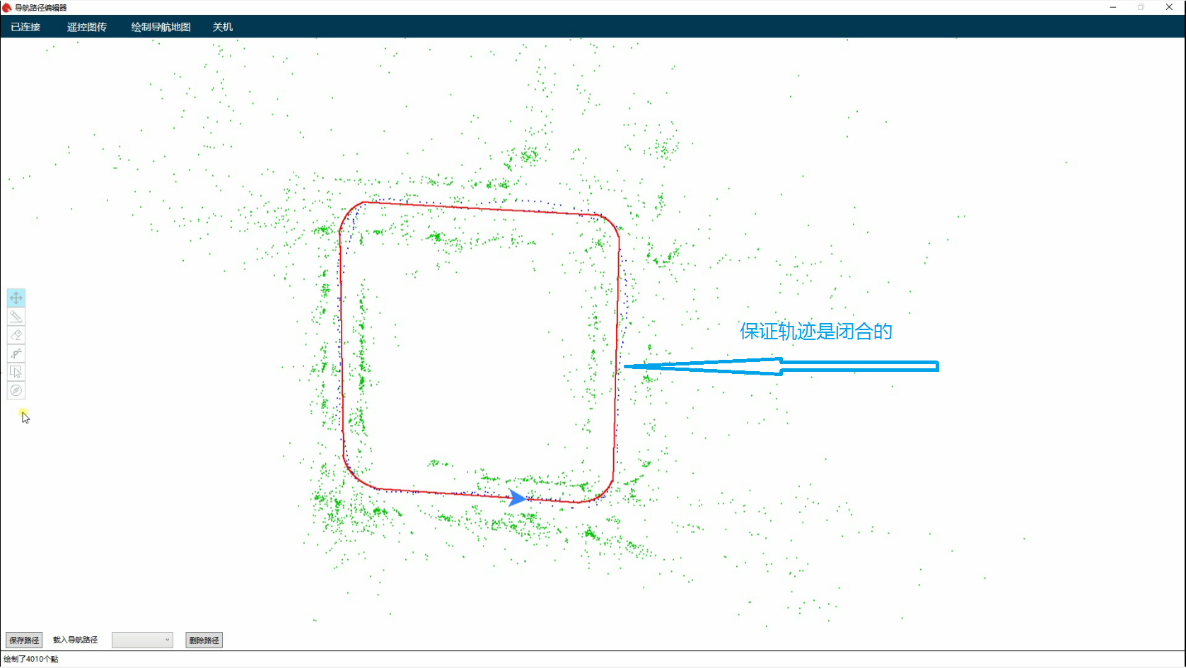 导航路径编辑器
已连接 遥控图传 绘制导航地图 关机
保证轨迹是闭合的
保存路径 载入导航路径 删除路径
绘制了4010个點